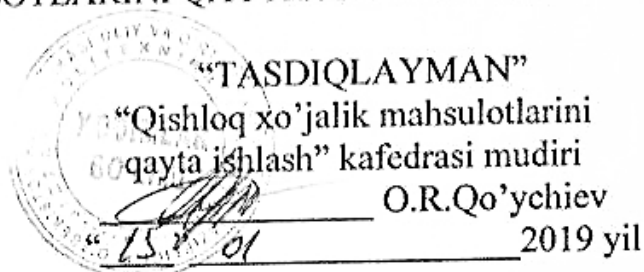 “TASDIQLAYMAN”
“Qishloq xo’jalik mahsulotlarini
qayta ishlash” kafedrasi mudiri
O.R.Qo’ychiev
“ 15 ” 01 2019 yil